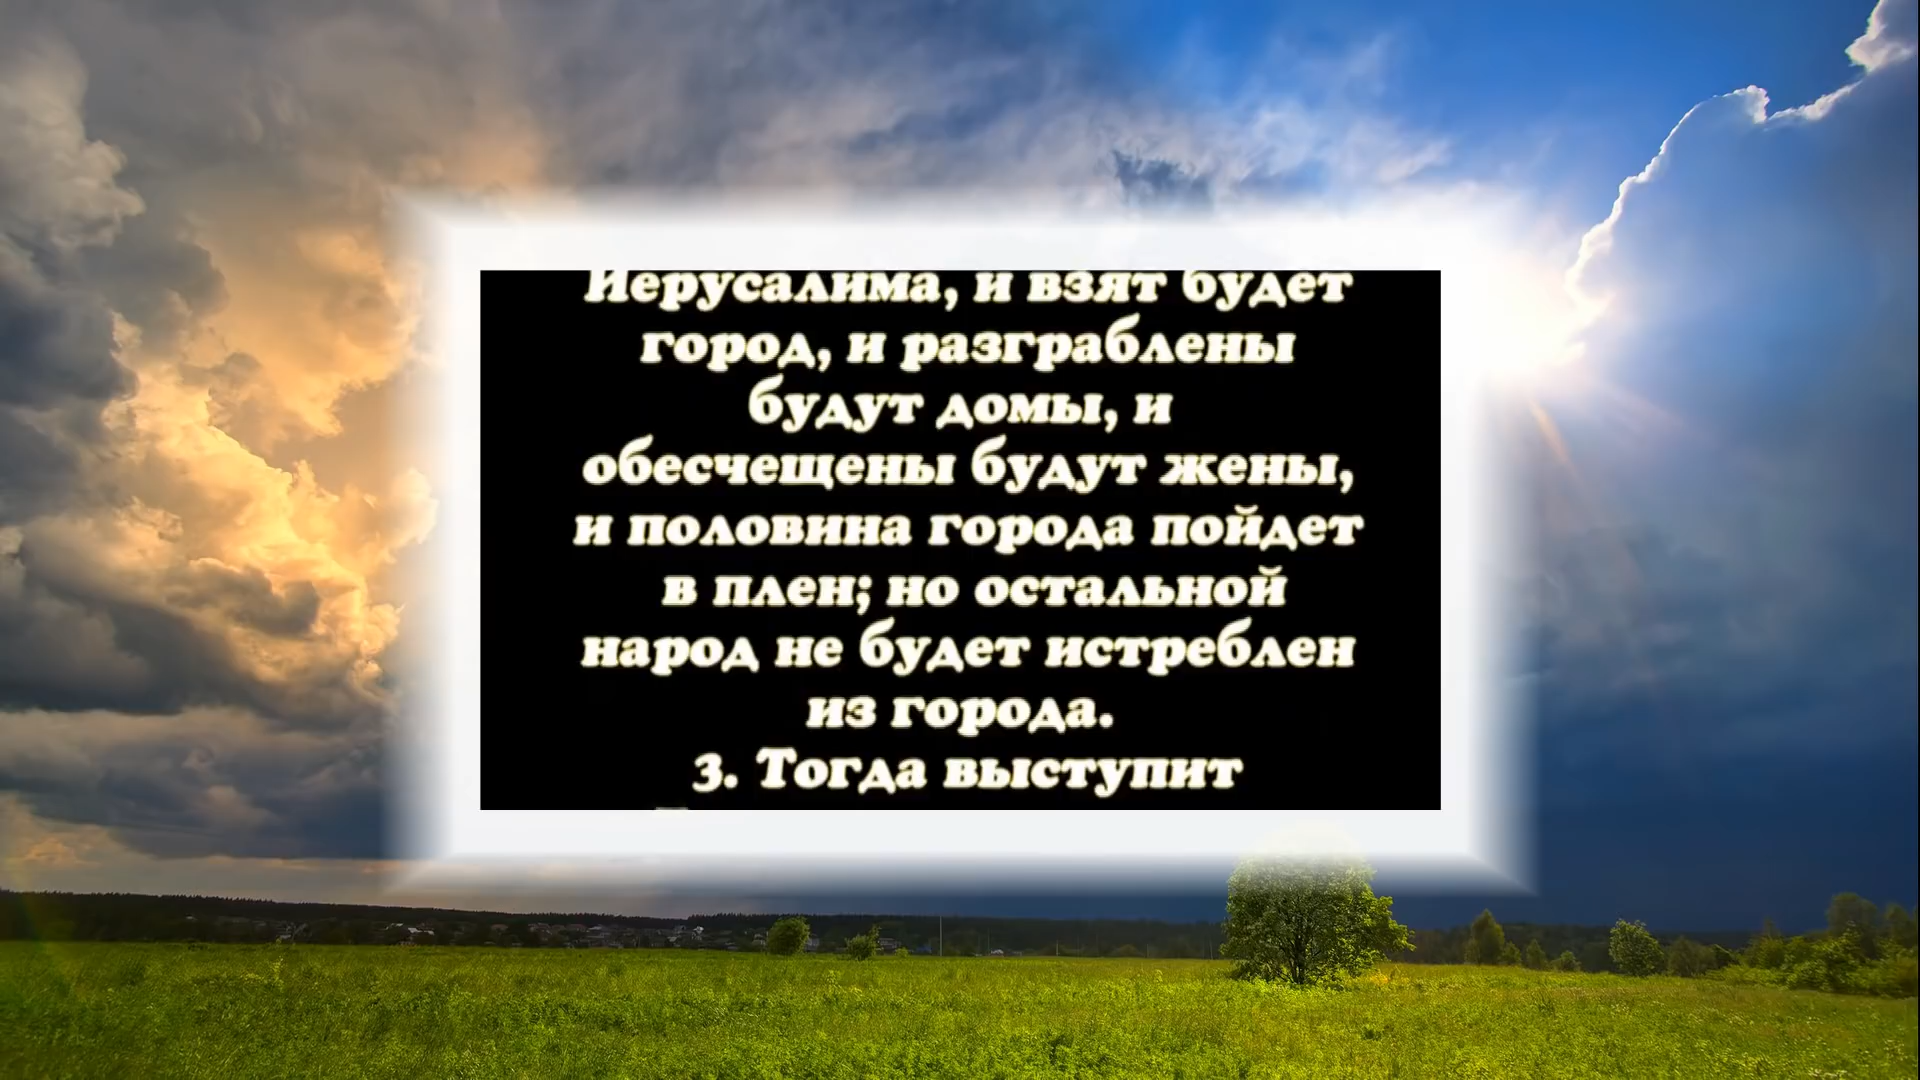 Иерусалима, и взят будет
город, и разграблены
будут домы, и
обесчещены будут жены,
и половина города пойдет
в плен; но остальной
народ не будет истреблен
из города.
3. Тогда выступит